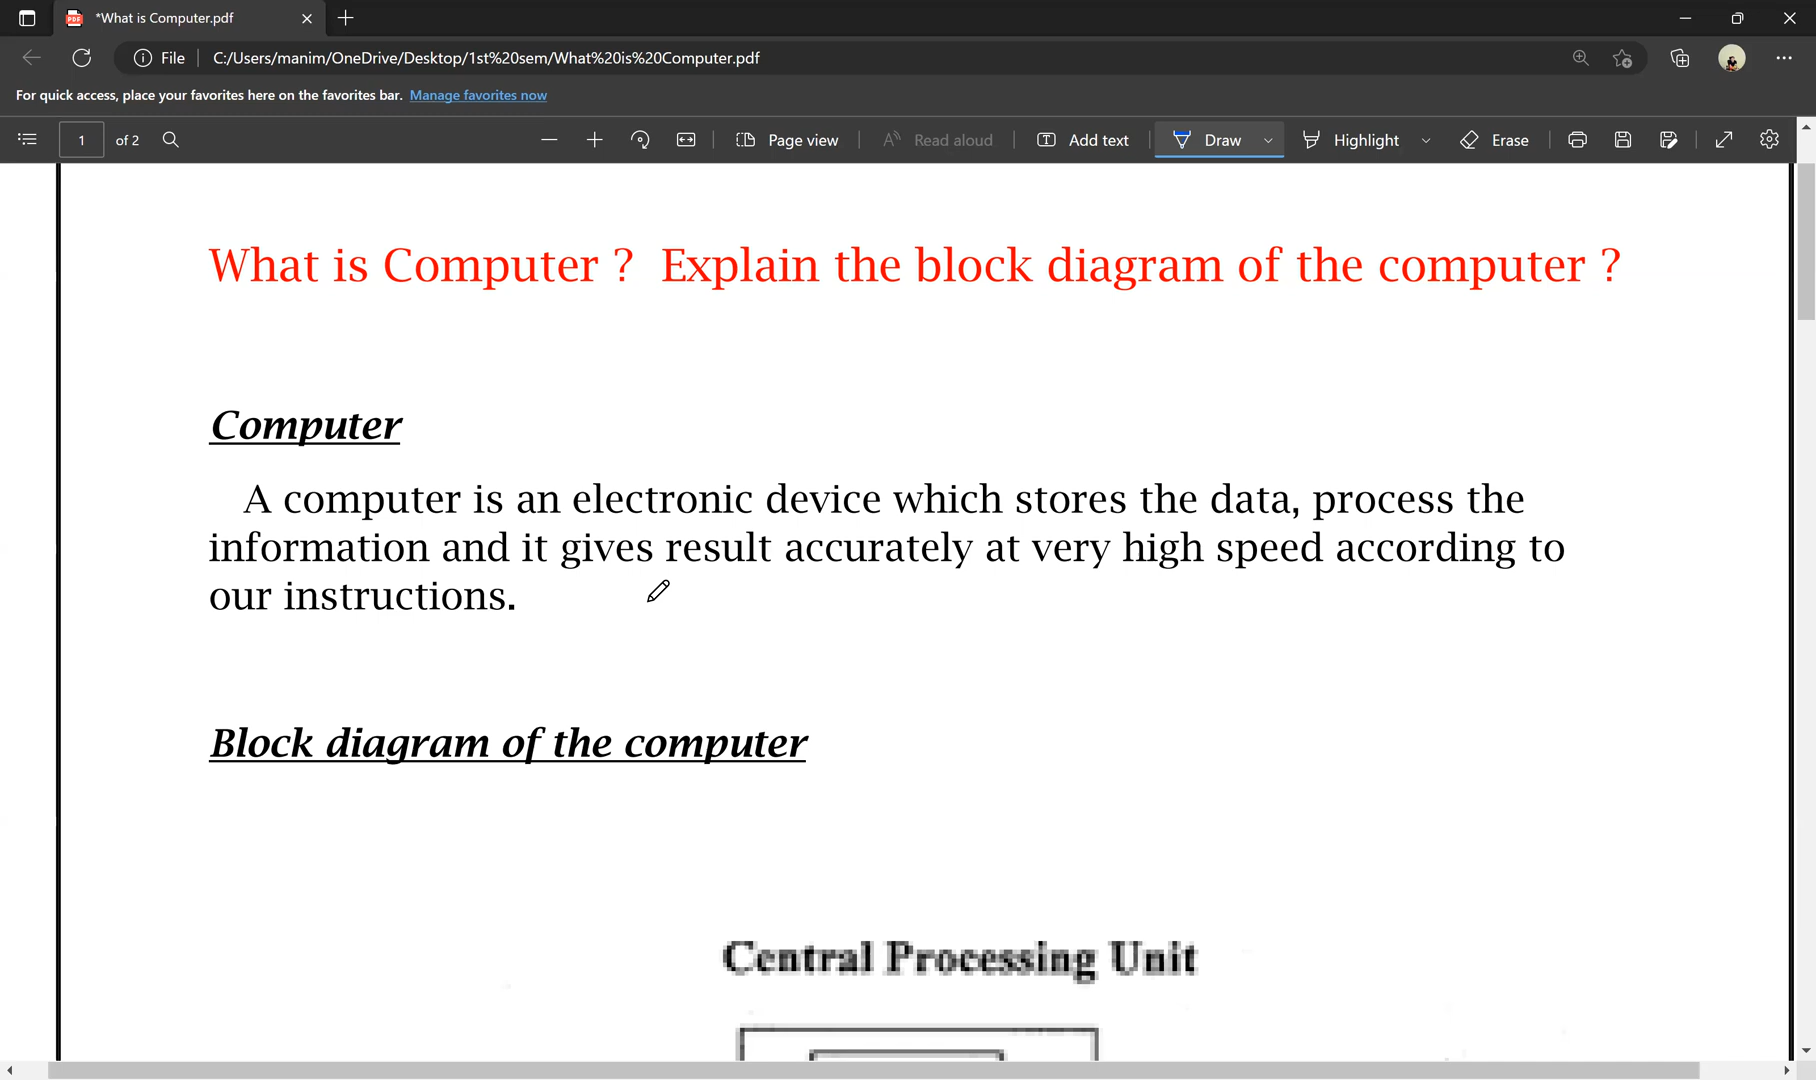 *What is Computer.pdf
File C:/Users/manim/OneDrive/Desktop/1st%20sem/What%20is%20Computer.pdf
For quick access, place your favorites here on the favorites bar. Manage favorites now
1 of 2 Page view Read aloud Add text Draw Highlight Erase
What is Computer ? Explain the block diagram of the computer ?
Computer
A computer is an electronic device which stores the data, process the
information and it gives result accurately at very high speed according to
our instructions.
Block diagram of the computer
Central Processing Unit